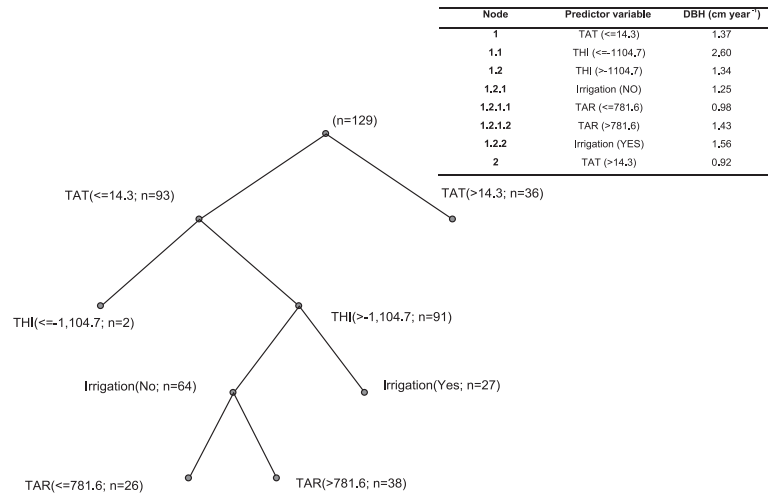 Node Predictor variable DBH (cm year⁻¹)
1 TAT (<=14.3) 1.37
1.1 THI (<=-1104.7) 2.60
1.2 THI (>-1104.7) 1.34
1.2.1 Irrigation (NO) 1.25
1.2.1.1 TAR (<=781.6) 0.98
1.2.1.2 TAR (>781.6) 1.43
1.2.2 Irrigation (YES) 1.56
2 TAT (>14.3) 0.92
(n=129)
TAT(<=14.3; n=93)
TAT(>14.3; n=36)
THI(<=-1,104.7; n=2)
THI(>-1,104.7; n=91)
Irrigation(No; n=64)
Irrigation(Yes; n=27)
TAR(<=781.6; n=26)
TAR(>781.6; n=38)